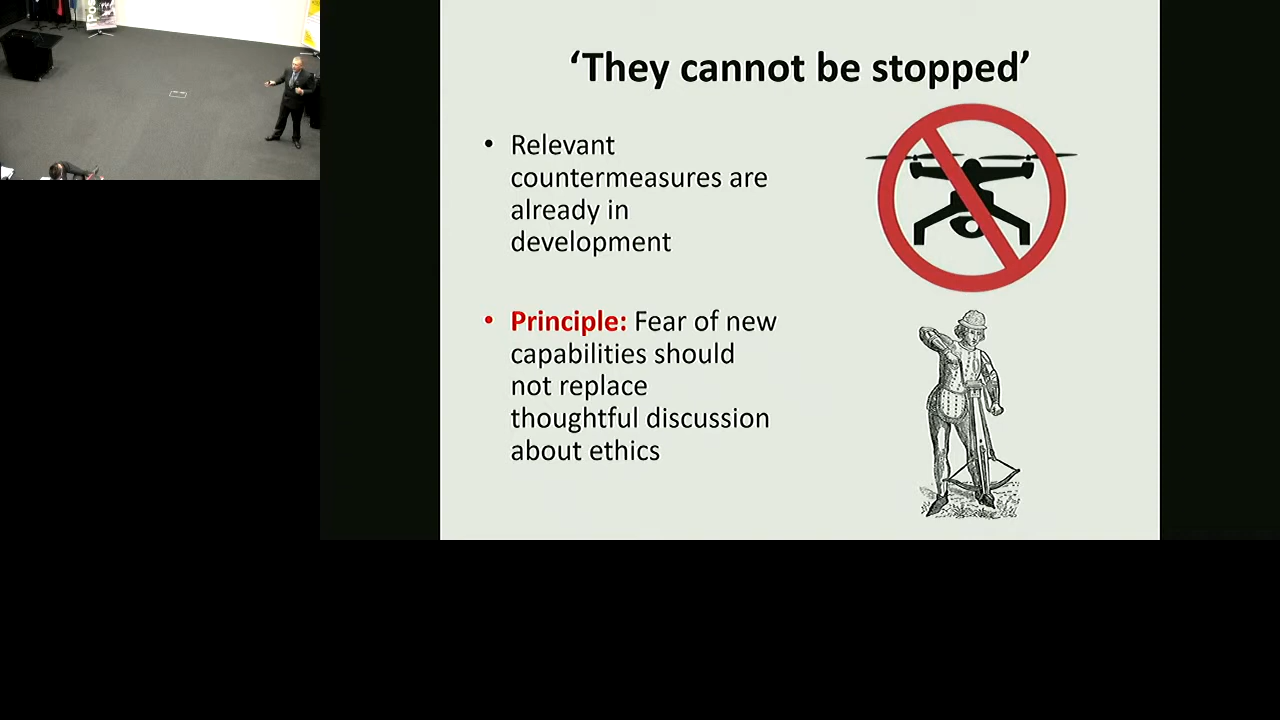 ‘They cannot be stopped’
• Relevant
countermeasures are
already in
development
• Principle: Fear of new
capabilities should
not replace
thoughtful discussion
about ethics